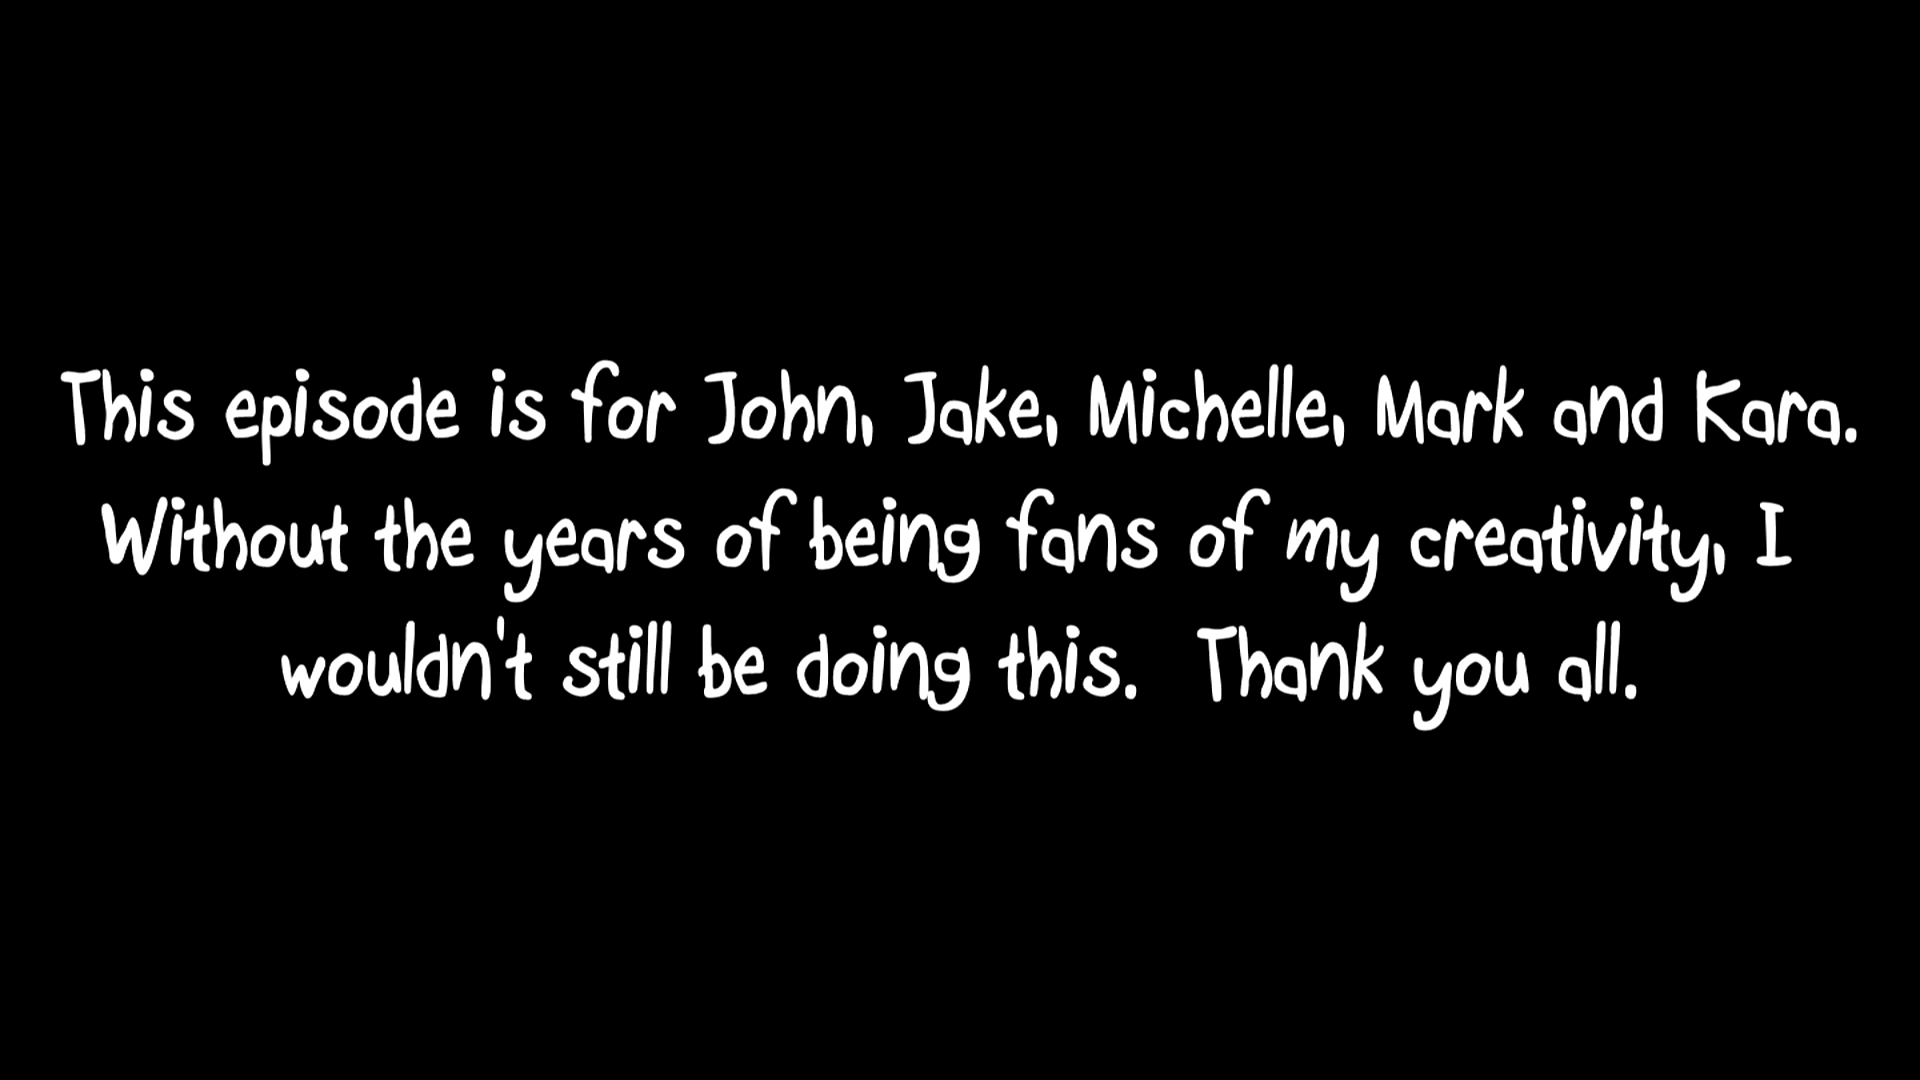 This episode is for John, Jake, Michelle, Mark and Kara.
Without the years of being fans of my creativity, I
wouldn't still be doing this.  Thank you all.